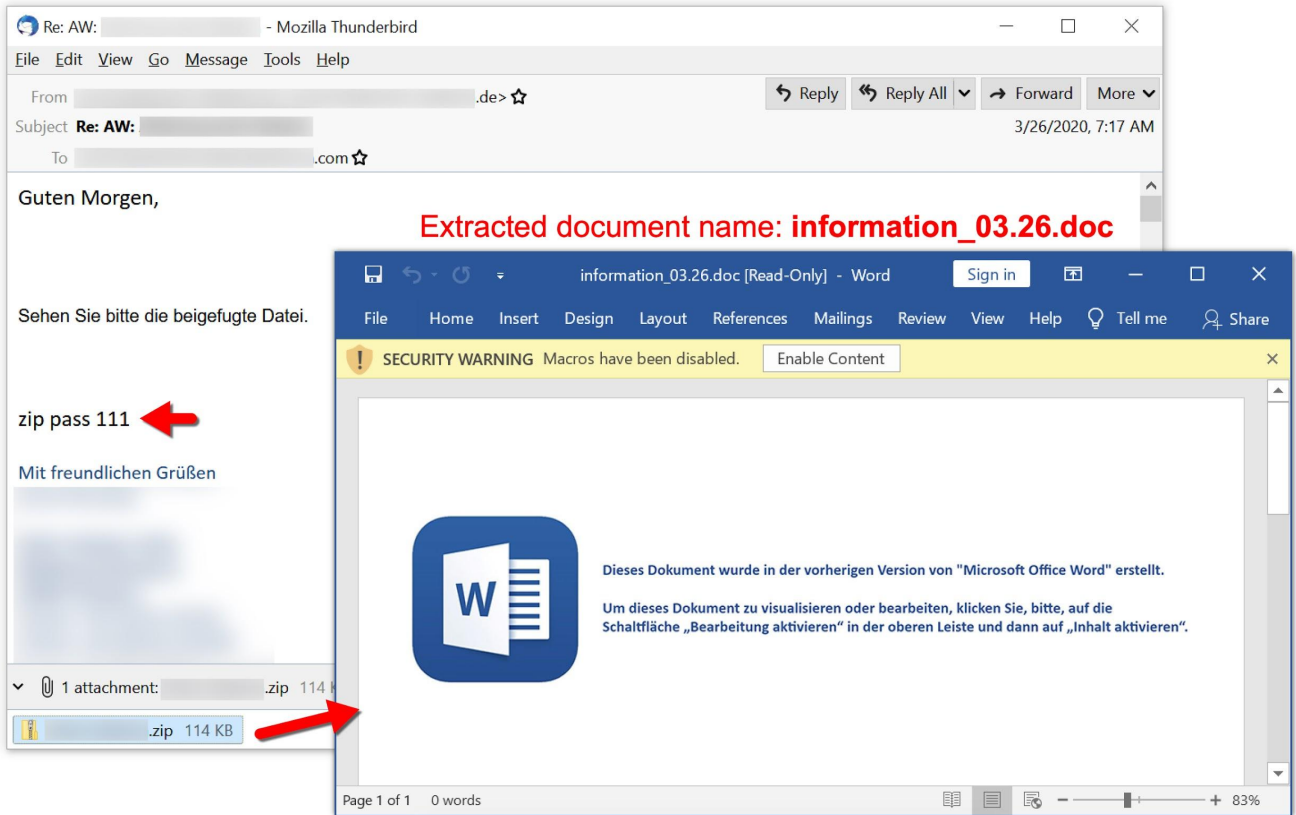 Re: AW: - Mozilla Thunderbird
File Edit View Go Message Tools Help
From .de>
Reply Reply All Forward More
Subject Re: AW:
3/26/2020, 7:17 AM
To .com
Guten Morgen,
Extracted document name: information_03.26.doc
Sehen Sie bitte die beigefugte Datei.
zip pass 111
Mit freundlichen Grüßen
1 attachment: .zip 114
.zip 114 KB
information_03.26.doc [Read-Only] - Word
Sign in
File Home Insert Design Layout References Mailings Review View Help Tell me Share
SECURITY WARNING Macros have been disabled. Enable Content
W
Dieses Dokument wurde in der vorherigen Version von "Microsoft Office Word" erstellt.
Um dieses Dokument zu visualisieren oder bearbeiten, klicken Sie, bitte, auf die
Schaltfläche „Bearbeitung aktivieren“ in der oberen Leiste und dann auf „Inhalt aktivieren“.
Page 1 of 1 0 words
83%